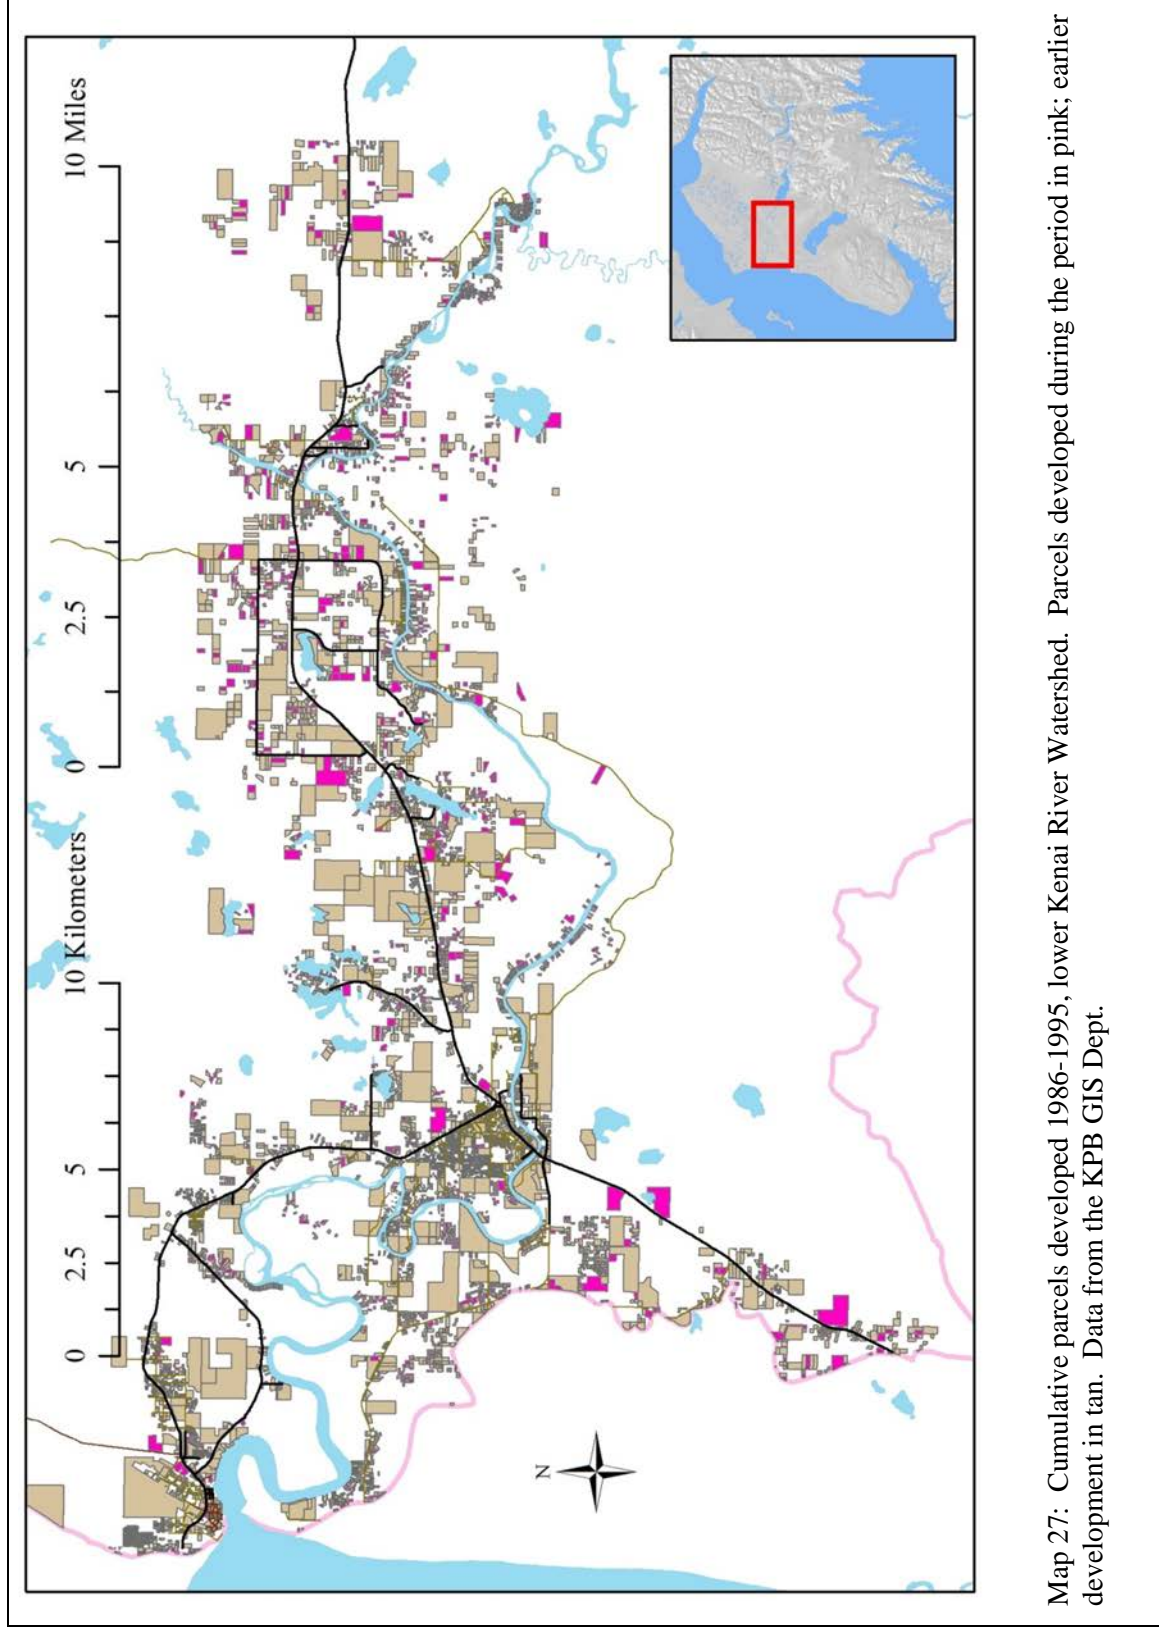 0 2.5 5 10 Kilometers
0 2.5 5 10 Miles
N
Map 27: Cumulative parcels developed 1986-1995, lower Kenai River Watershed. Parcels developed during the period in pink; earlier
development in tan. Data from the KPB GIS Dept.